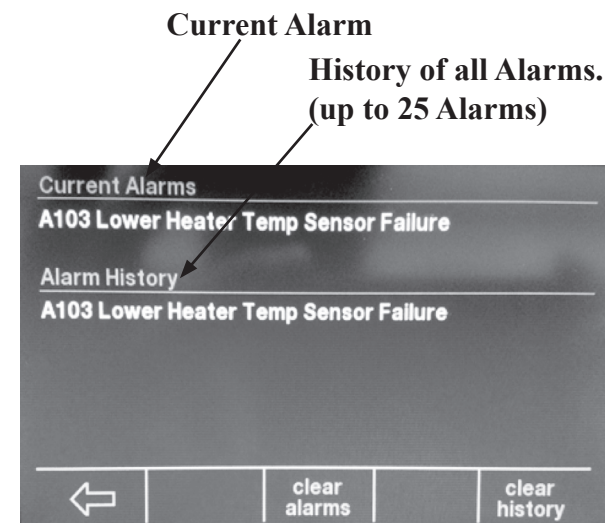 Current Alarm
History of all Alarms.
(up to 25 Alarms)
Current Alarms
A103 Lower Heater Temp Sensor Failure
Alarm History
A103 Lower Heater Temp Sensor Failure
clear
alarms
clear
history